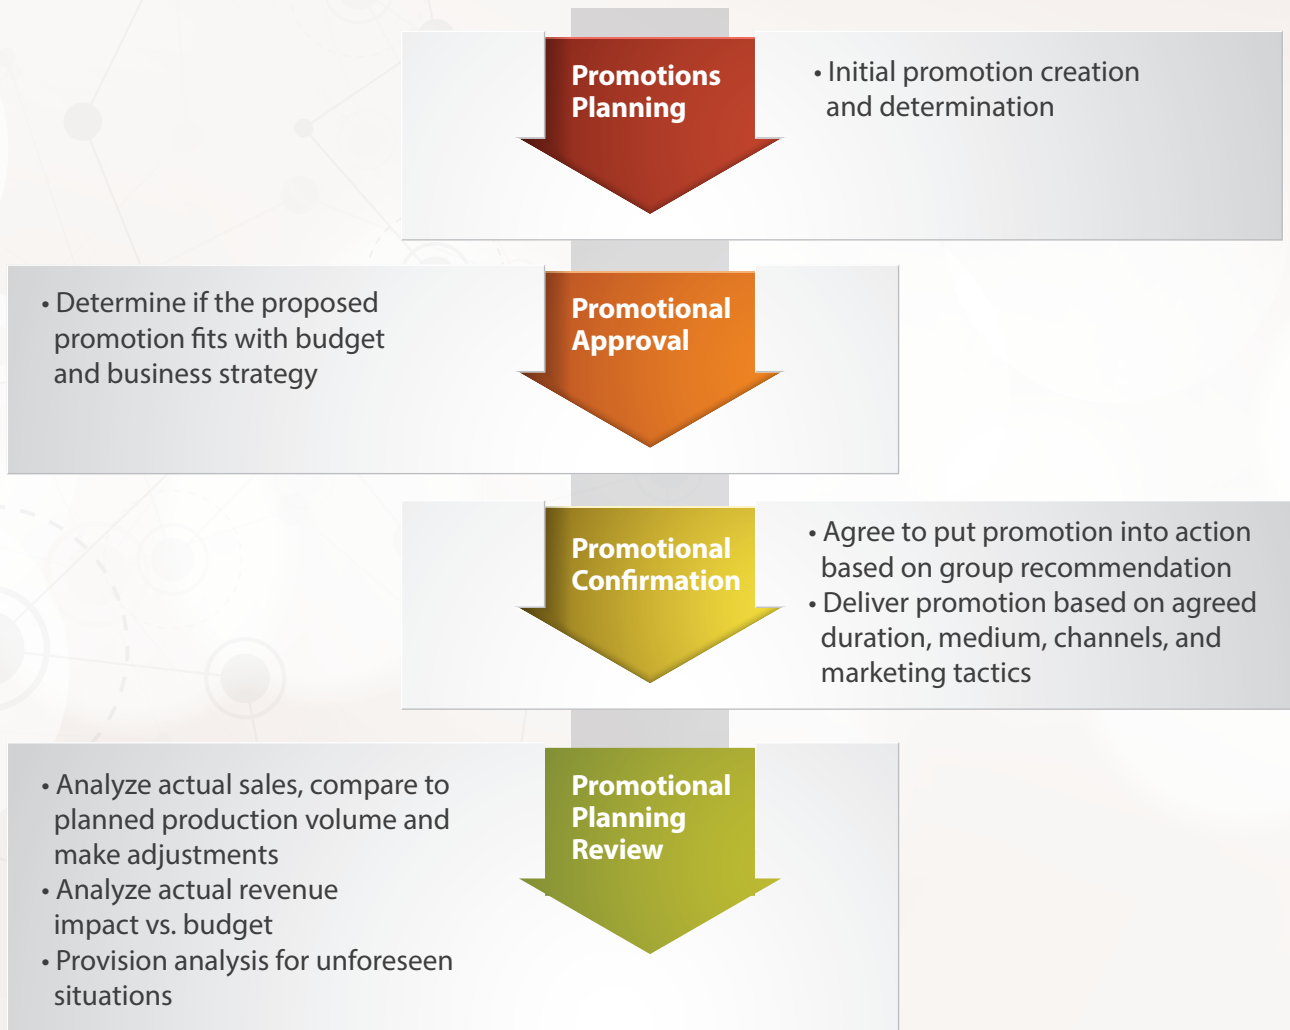 Promotions
Planning
• Initial promotion creation
and determination
• Determine if the proposed
promotion fits with budget
and business strategy
Promotional
Approval
Promotional
Confirmation
• Agree to put promotion into action
based on group recommendation
• Deliver promotion based on agreed
duration, medium, channels, and
marketing tactics
• Analyze actual sales, compare to
planned production volume and
make adjustments
• Analyze actual revenue
impact vs. budget
• Provision analysis for unforeseen
situations
Promotional
Planning
Review